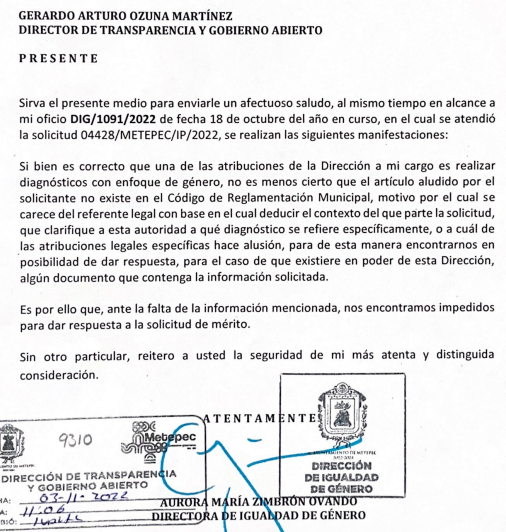 GERARDO ARTURO OZUNA MARTÍNEZ
DIRECTOR DE TRANSPARENCIA Y GOBIERNO ABIERTO
P R E S E N T E
Sirva el presente medio para enviarle un afectuoso saludo, al mismo tiempo en alcance a
mi oficio DIG/1091/2022 de fecha 18 de octubre del año en curso, en el cual se atendió
la solicitud 04428/METEPEC/IP/2022, se realizan las siguientes manifestaciones:
Si bien es correcto que una de las atribuciones de la Dirección a mi cargo es realizar
diagnósticos con enfoque de género, no es menos cierto que el artículo aludido por el
solicitante no existe en el Código de Reglamentación Municipal, motivo por el cual se
carece del referente legal con base en el cual deducir el contexto del que parte la solicitud,
que clarifique a esta autoridad a qué diagnóstico se refiere específicamente, o a cuál de
las atribuciones legales específicas hace alusión, para de esta manera encontrarnos en
posibilidad de dar respuesta, para el caso de que existiere en poder de esta Dirección,
algún documento que contenga la información solicitada.
Es por ello que, ante la falta de la información mencionada, nos encontramos impedidos
para dar respuesta a la solicitud de mérito.
Sin otro particular, reitero a usted la seguridad de mi más atenta y distinguida
consideración.
A T E N T A M E N T E
9310
Metepec
DIRECCIÓN DE TRANSPARENCIA
Y GOBIERNO ABIERTO
HA: 03-11-2022
A: 11:06
BIÓ:
DIRECCIÓN
DE IGUALDAD
DE GÉNERO
AURORA MARÍA ZIMBRÓN OVANDO
DIRECTORA DE IGUALDAD DE GÉNERO